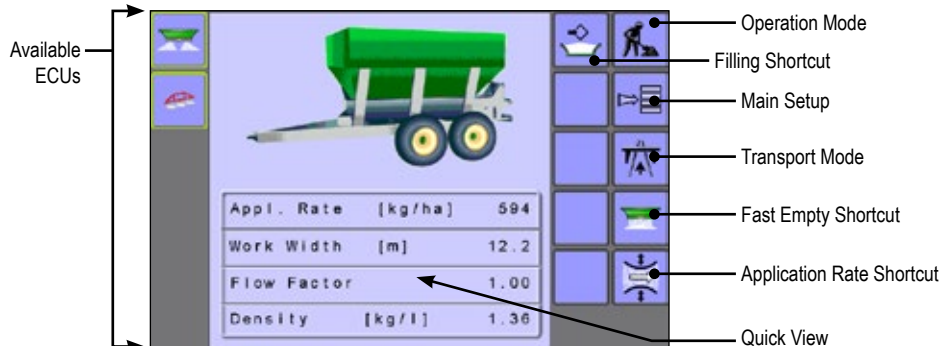 Available
ECUs
Operation Mode
Filling Shortcut
Main Setup
Transport Mode
Fast Empty Shortcut
Application Rate Shortcut
Quick View
Appl. Rate [kg/ha] 594
Work Width [m] 12.2
Flow Factor 1.00
Density [kg/l] 1.36